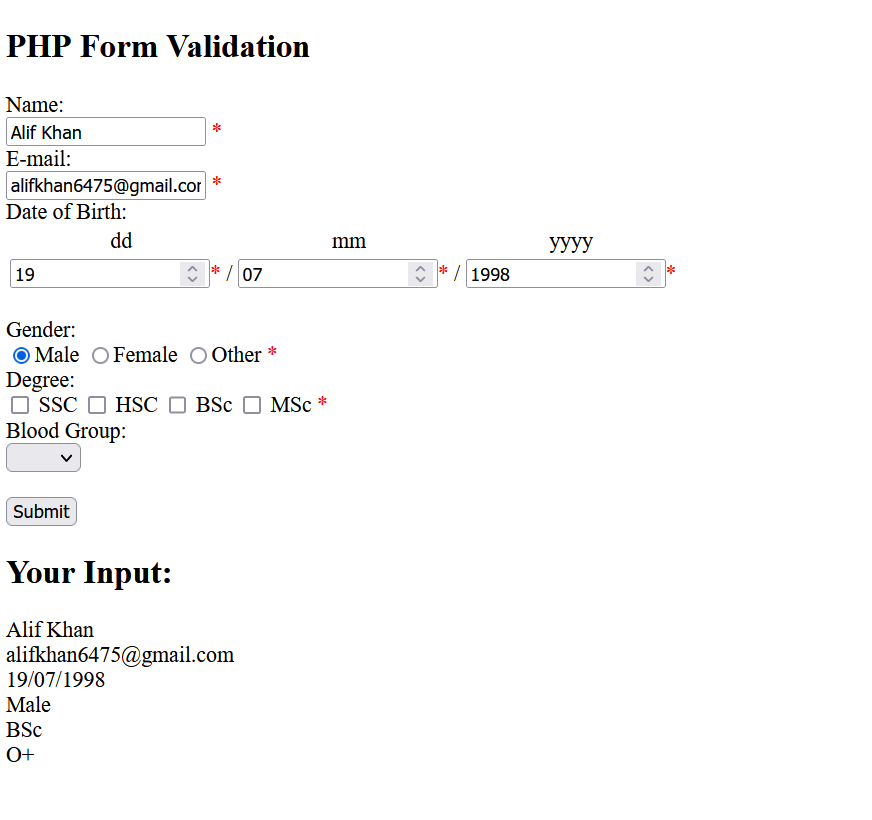 PHP Form Validation
Name:
Alif Khan *
E-mail:
alifkhan6475@gmail.cor *
Date of Birth:
dd mm yyyy
19 * / 07 * / 1998 *
Gender:
Male Female Other *
Degree:
SSC HSC BSc MSc *
Blood Group:
Submit
Your Input:
Alif Khan
alifkhan6475@gmail.com
19/07/1998
Male
BSc
O+